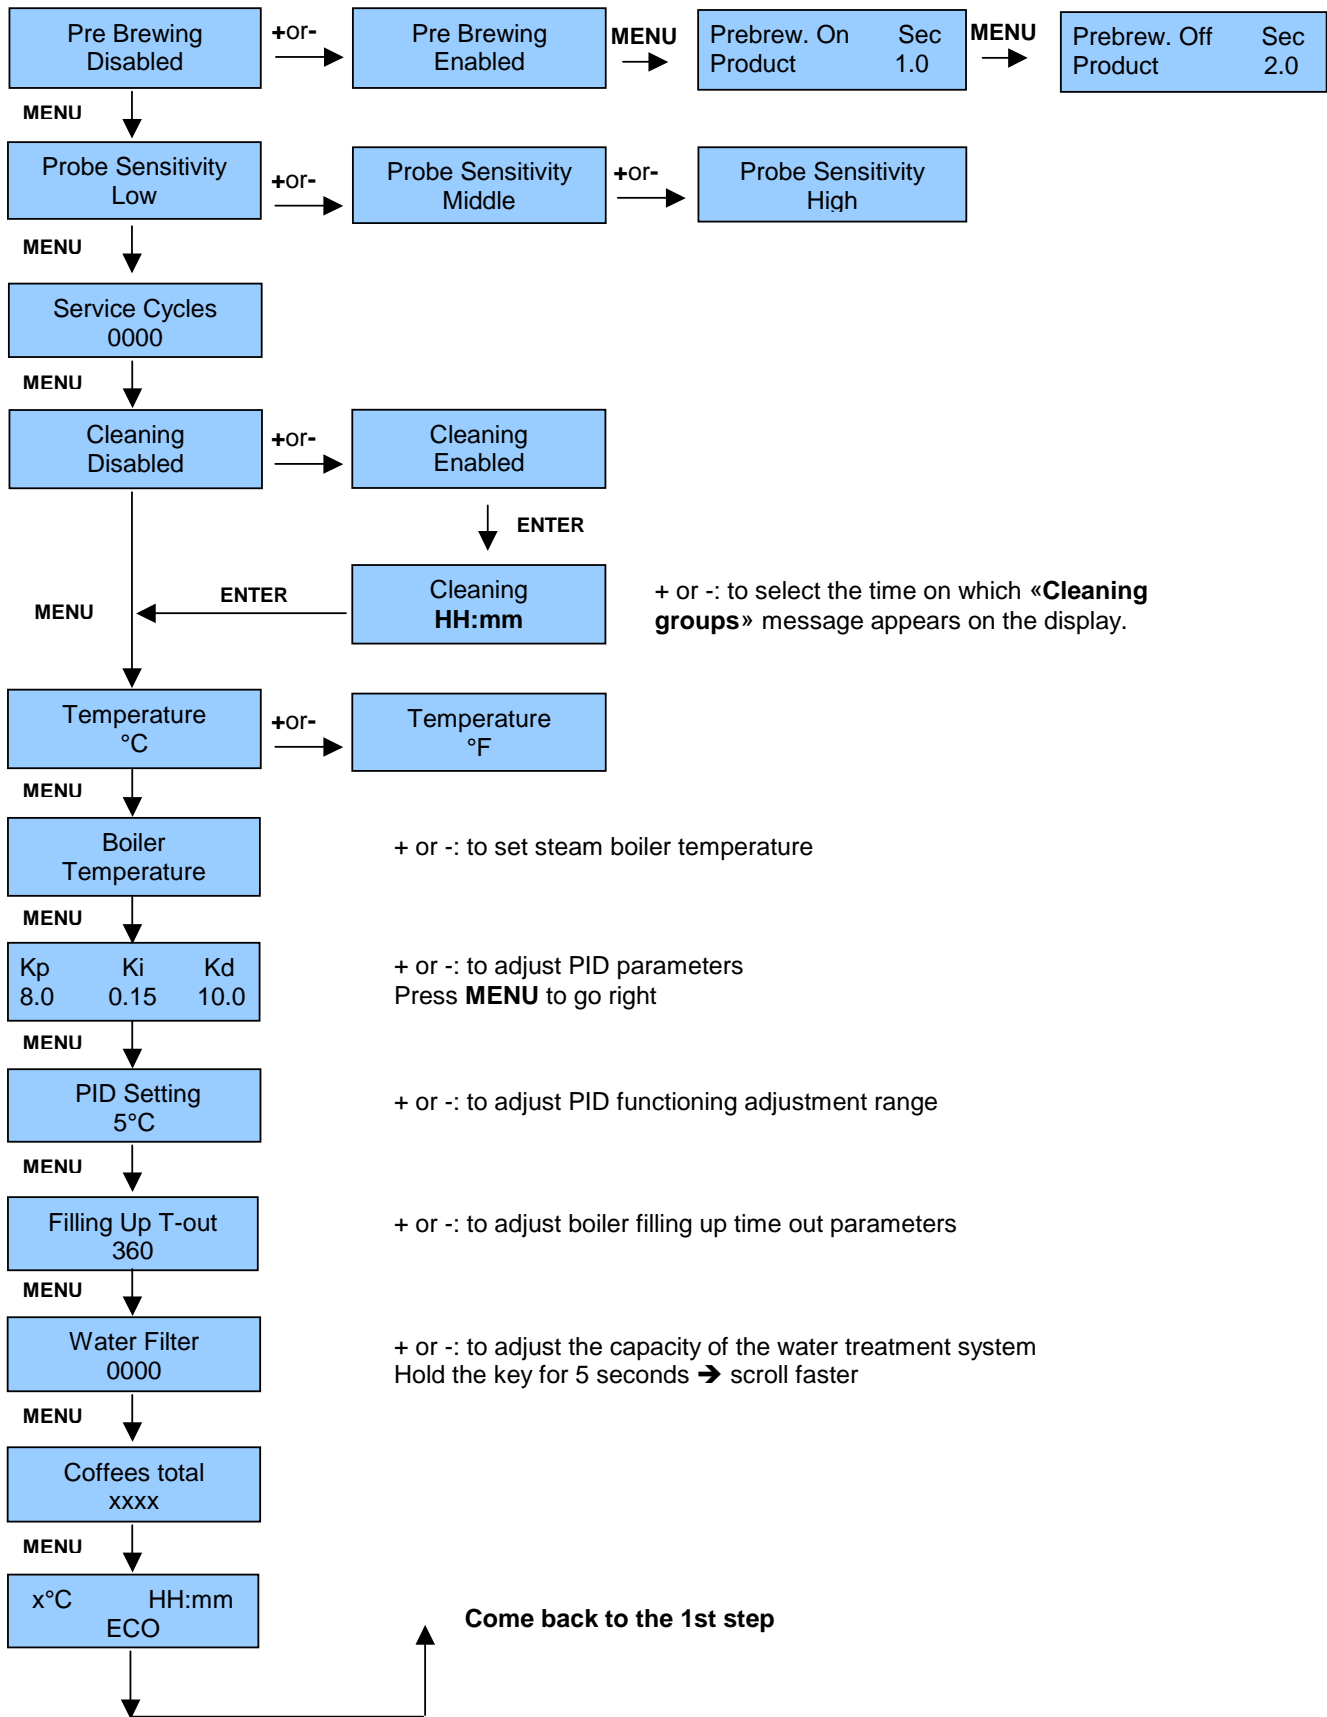 Pre Brewing
Disabled
+or-
Pre Brewing
Enabled
MENU
Prebrew. On Sec
Product 1.0
MENU
Prebrew. Off Sec
Product 2.0
MENU
Probe Sensitivity
Low
+or-
Probe Sensitivity
Middle
+or-
Probe Sensitivity
High
MENU
Service Cycles
0000
MENU
Cleaning
Disabled
+or-
Cleaning
Enabled
ENTER
Cleaning
HH:mm
ENTER
MENU
+ or -: to select the time on which «Cleaning
groups» message appears on the display.
Temperature
°C
+or-
Temperature
°F
MENU
Boiler
Temperature
+ or -: to set steam boiler temperature
MENU
Kp Ki Kd
8.0 0.15 10.0
+ or -: to adjust PID parameters
Press MENU to go right
MENU
PID Setting
5°C
+ or -: to adjust PID functioning adjustment range
MENU
Filling Up T-out
360
+ or -: to adjust boiler filling up time out parameters
MENU
Water Filter
0000
+ or -: to adjust the capacity of the water treatment system
Hold the key for 5 seconds ➔ scroll faster
MENU
Coffees total
xxxx
MENU
x°C HH:mm
ECO
Come back to the 1st step